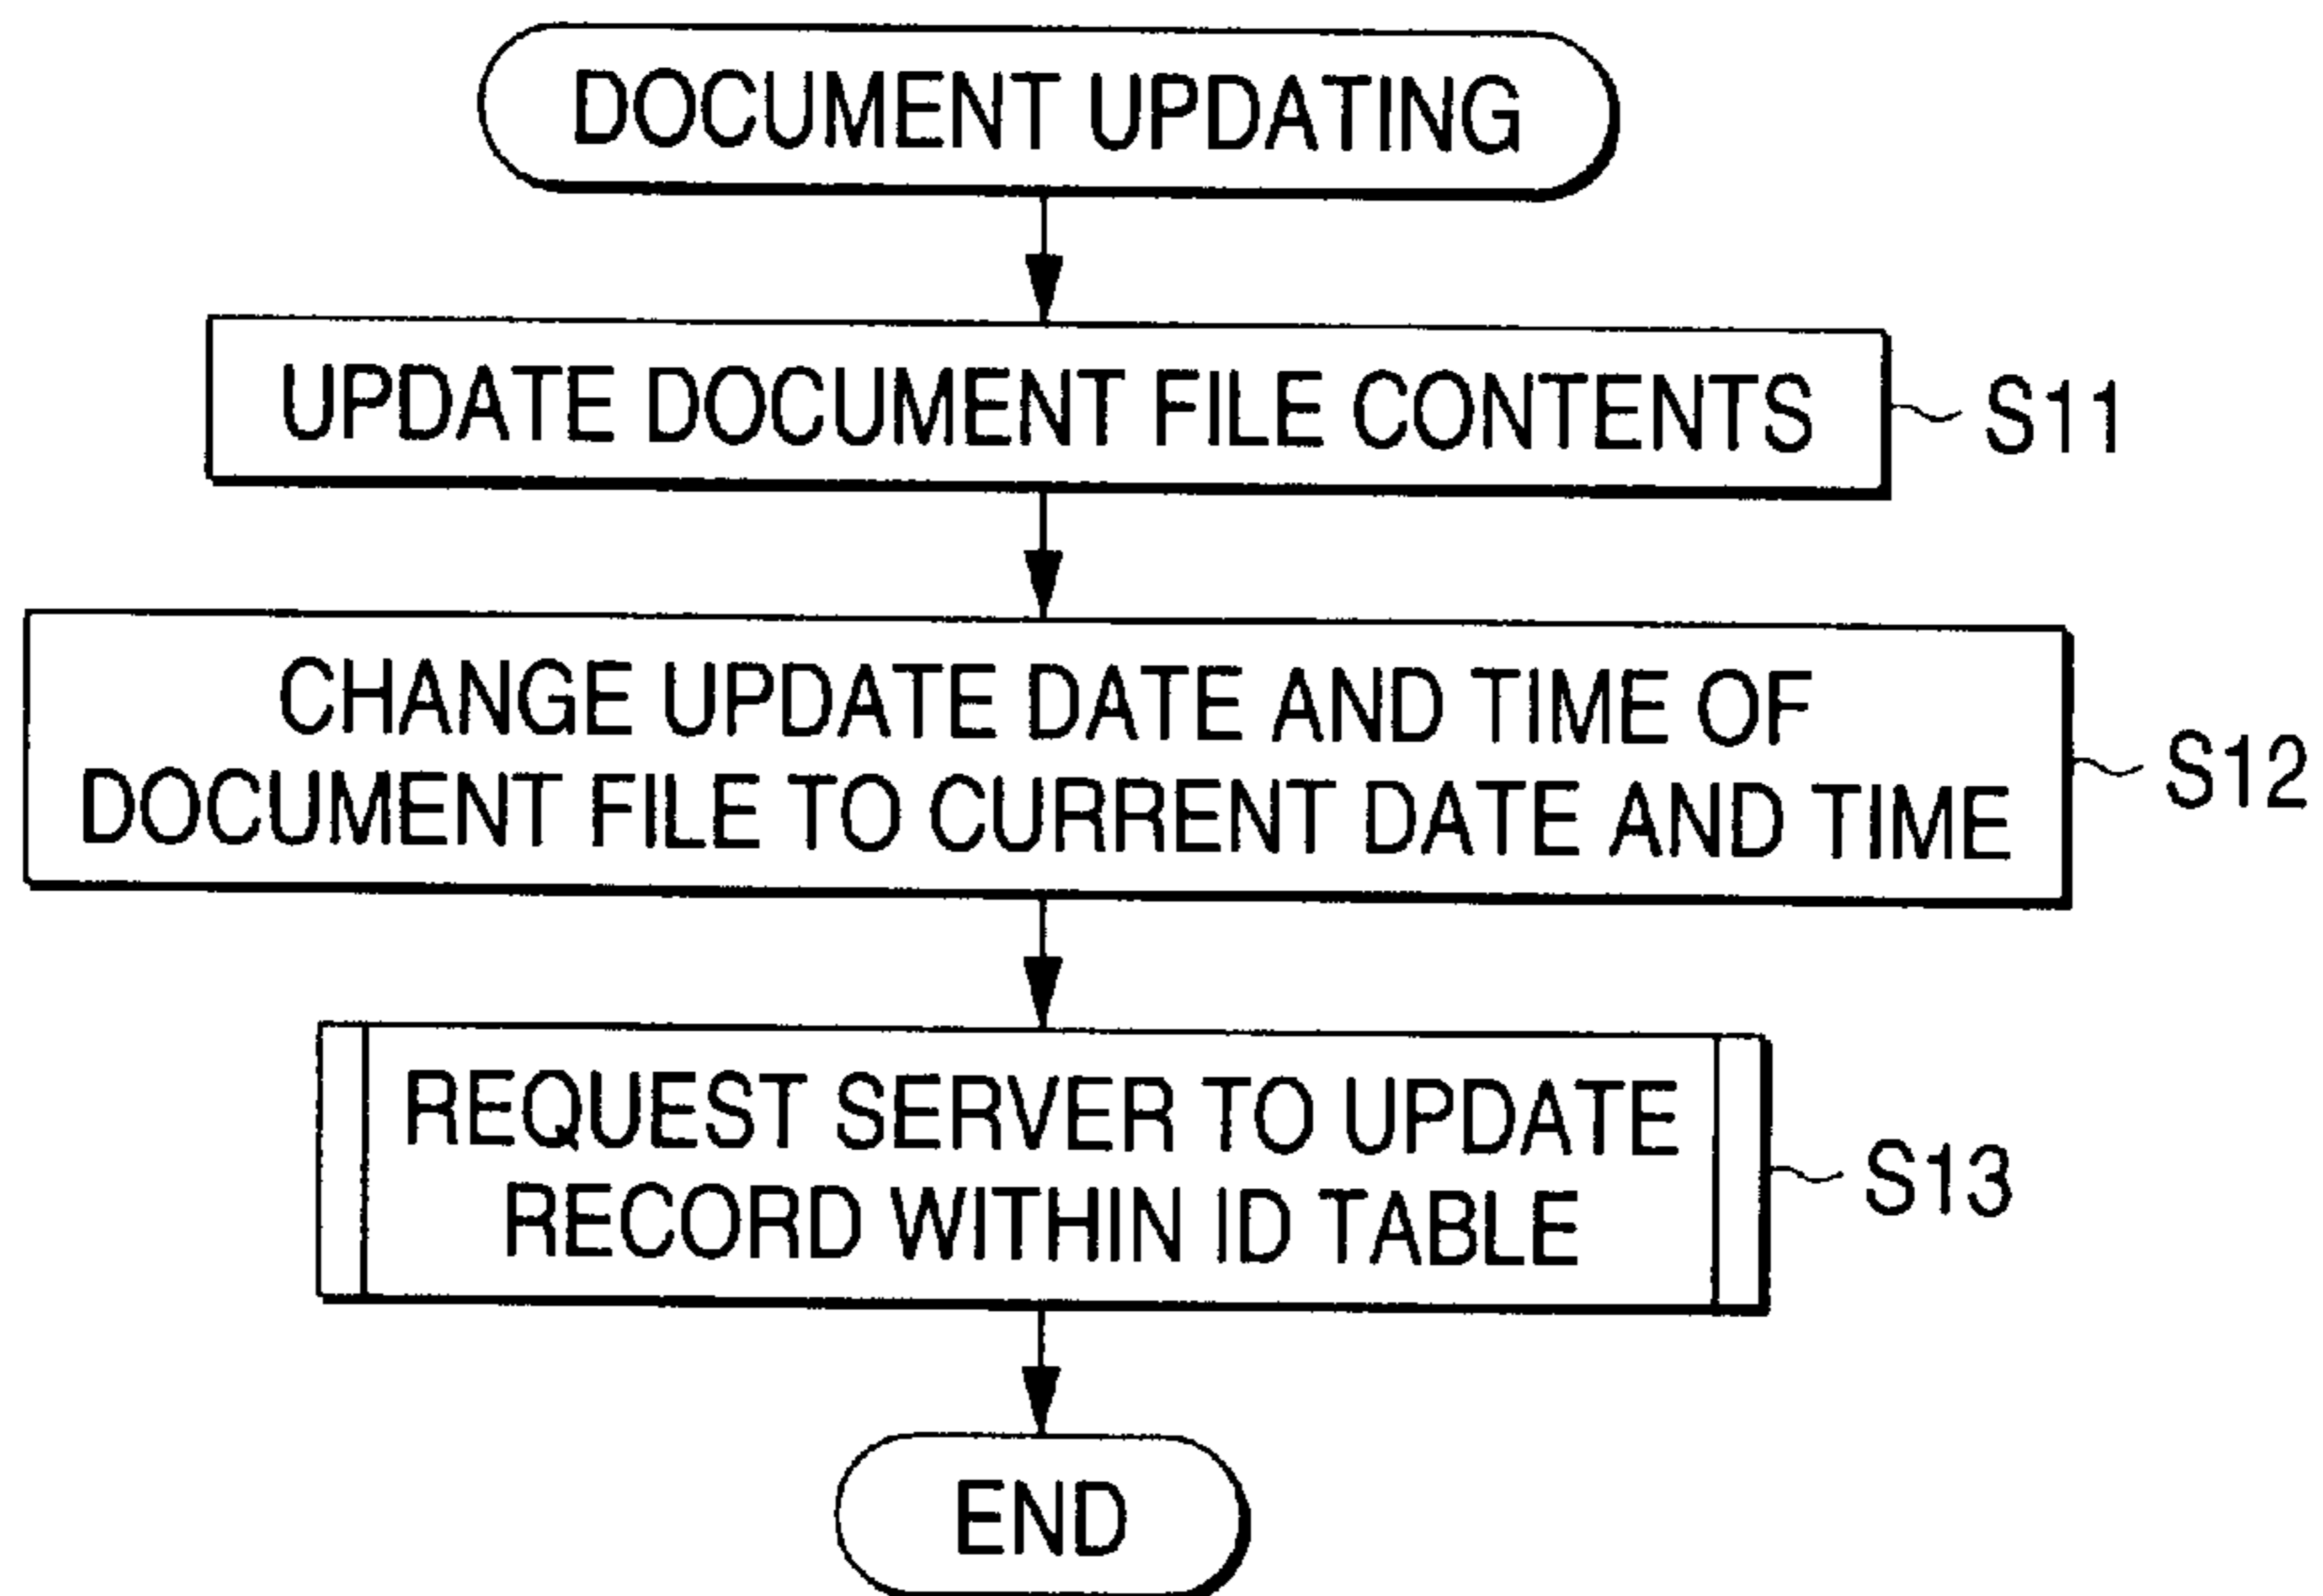 DOCUMENT UPDATING
UPDATE DOCUMENT FILE CONTENTS
S11
CHANGE UPDATE DATE AND TIME OF
DOCUMENT FILE TO CURRENT DATE AND TIME
S12
REQUEST SERVER TO UPDATE
RECORD WITHIN ID TABLE
S13
END